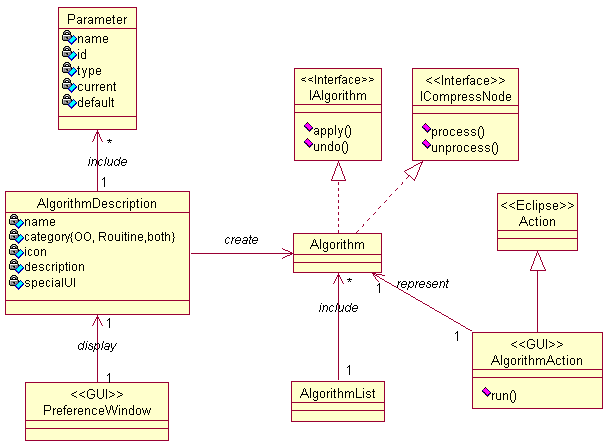 Parameter
name
id
type
current
default
*
include
1
AlgorithmDescription
name
category{OO, Rouitine,both}
icon
description
specialUI
1
display
1
<<GUI>>
PreferenceWindow
create
<<Interface>>
IAlgorithm
apply()
undo()
<<Interface>>
ICompressNode
process()
unprocess()
Algorithm
*
include
1
AlgorithmList
1
represent
1
<<Eclipse>>
Action
<<GUI>>
AlgorithmAction
run()